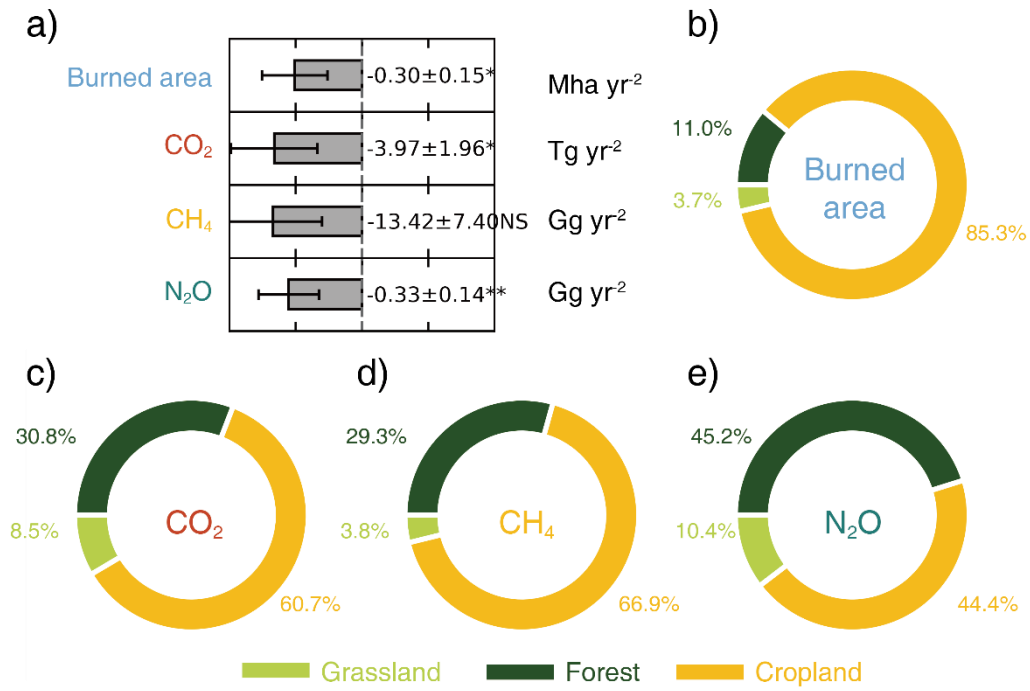 a)
Burned area -0.30±0.15* Mha yr⁻²
CO₂ -3.97±1.96* Tg yr⁻²
CH₄ -13.42±7.40NS Gg yr⁻²
N₂O -0.33±0.14** Gg yr⁻²
b)
11.0%
3.7%
Burned
area
85.3%
c)
30.8%
8.5%
CO₂
60.7%
d)
29.3%
3.8%
CH₄
66.9%
e)
45.2%
10.4%
N₂O
44.4%
Grassland Forest Cropland